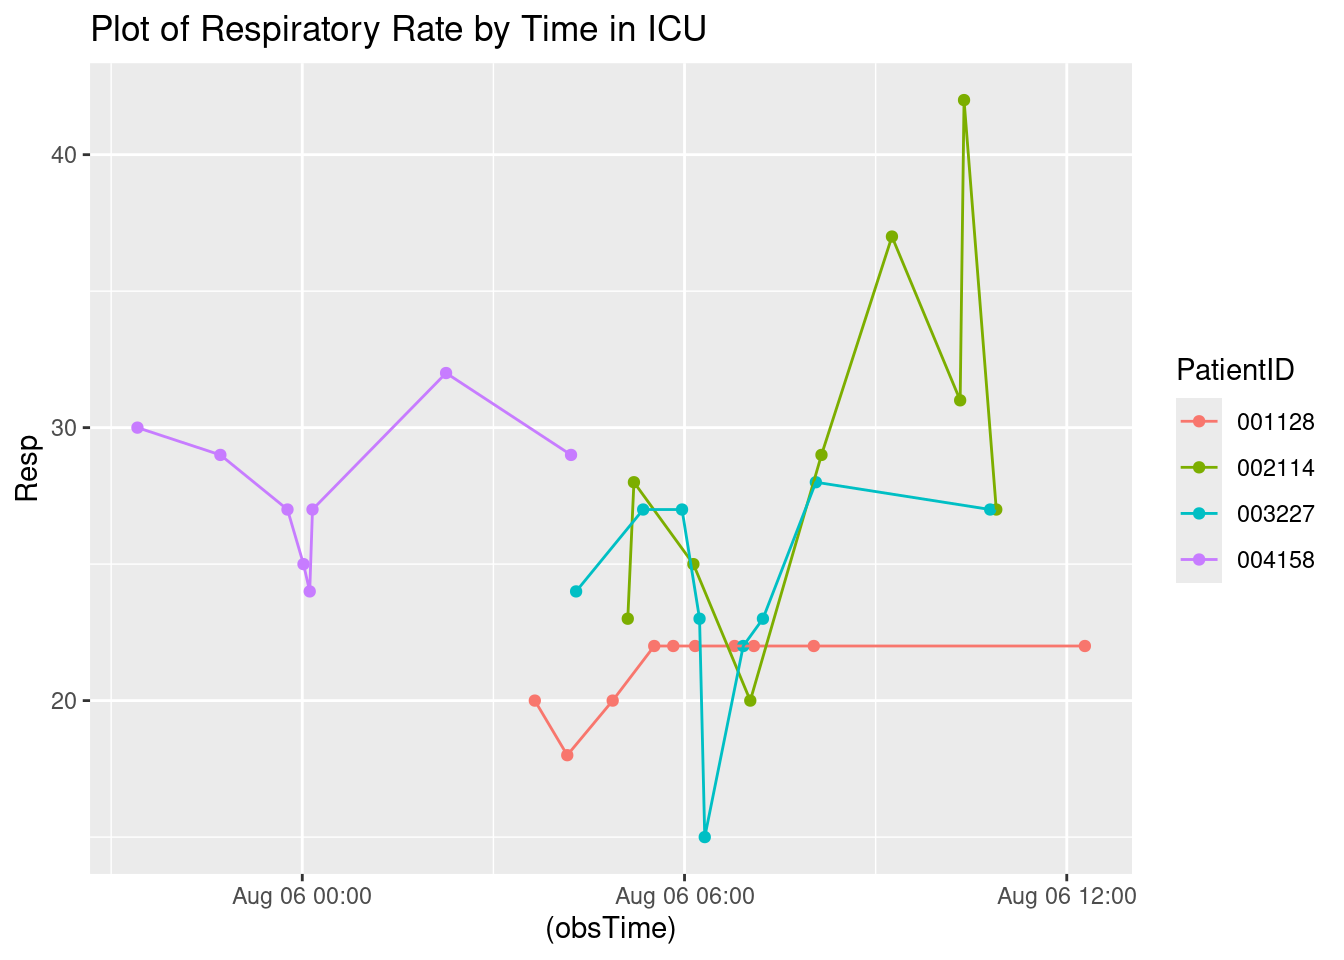 Plot of Respiratory Rate by Time in ICU
40
30
20
Resp
Aug 06 00:00
Aug 06 06:00
Aug 06 12:00
(obsTime)
PatientID
001128
002114
003227
004158